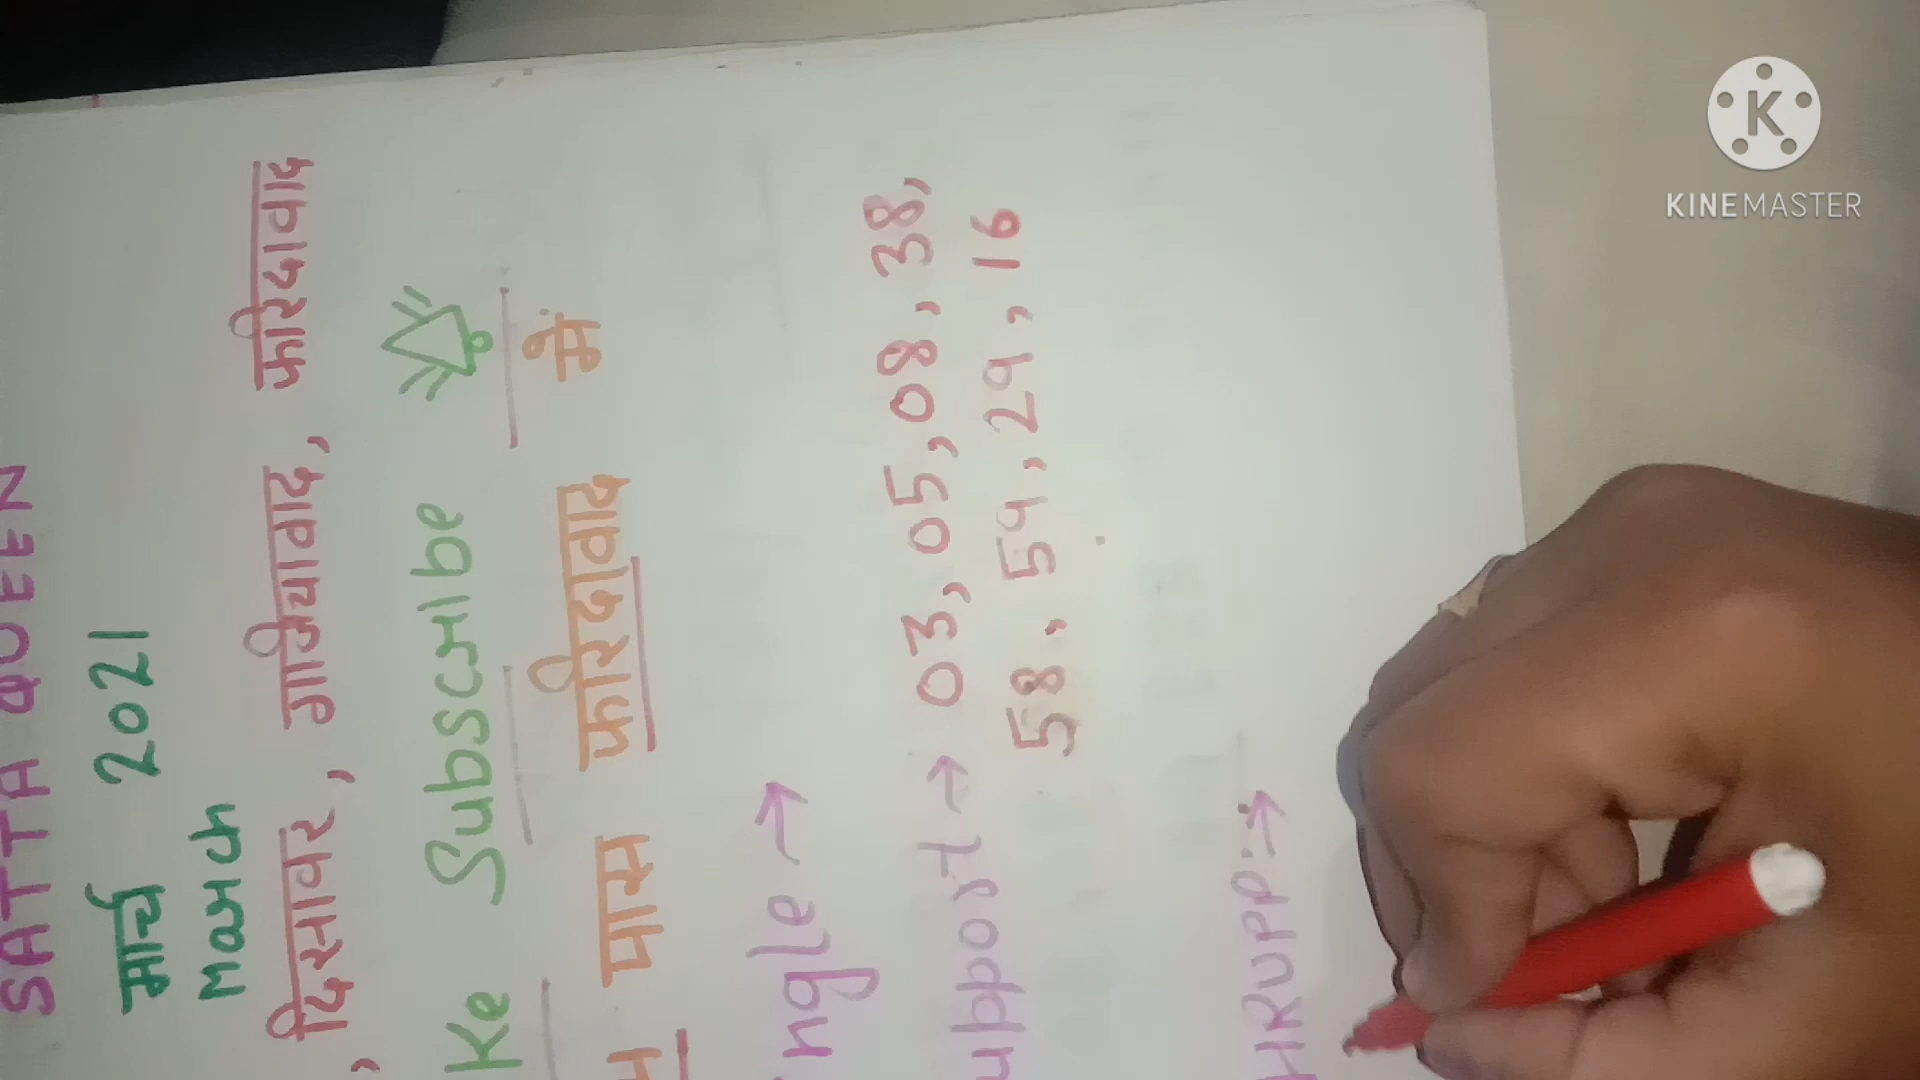 SATTA QUEEN
मार्च 2021
March
, दिसावर, गाजियाबाद, फरिदाबाद
Ke Subscribe
पास फरिदाबाद में
ngle →
upport → 03, 05, 08, 38,
58, 59, 29, 16
HRUPP:→
KINEMASTER